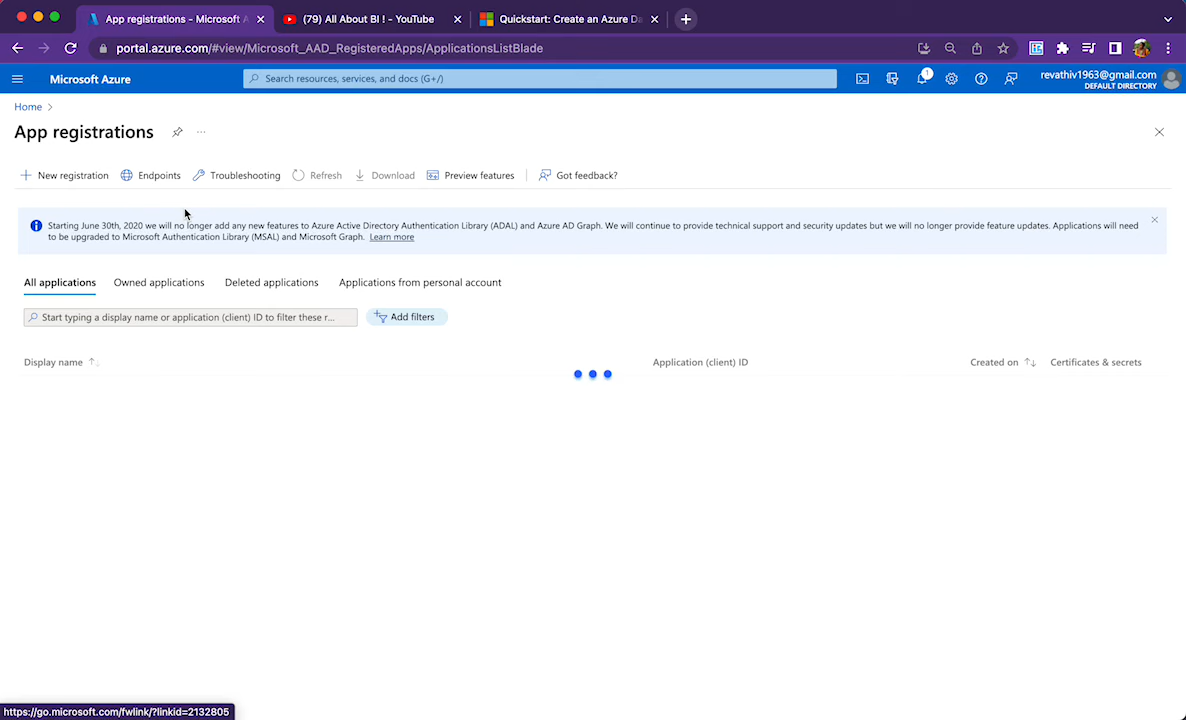 App registrations - Microsoft A
(79) All About BI ! - YouTube
Quickstart: Create an Azure Da
portal.azure.com/#view/Microsoft_AAD_RegisteredApps/ApplicationsListBlade
Microsoft Azure
Search resources, services, and docs (G+/)
1
revathiv1963@gmail.com
DEFAULT DIRECTORY
Home
App registrations
New registration
Endpoints
Troubleshooting
Refresh
Download
Preview features
Got feedback?
Starting June 30th, 2020 we will no longer add any new features to Azure Active Directory Authentication Library (ADAL) and Azure AD Graph. We will continue to provide technical support and security updates but we will no longer provide feature updates. Applications will need
to be upgraded to Microsoft Authentication Library (MSAL) and Microsoft Graph. Learn more
All applications
Owned applications
Deleted applications
Applications from personal account
Start typing a display name or application (client) ID to filter these r...
Add filters
Display name
Application (client) ID
Created on
Certificates & secrets
https://go.microsoft.com/fwlink/?linkid=2132805